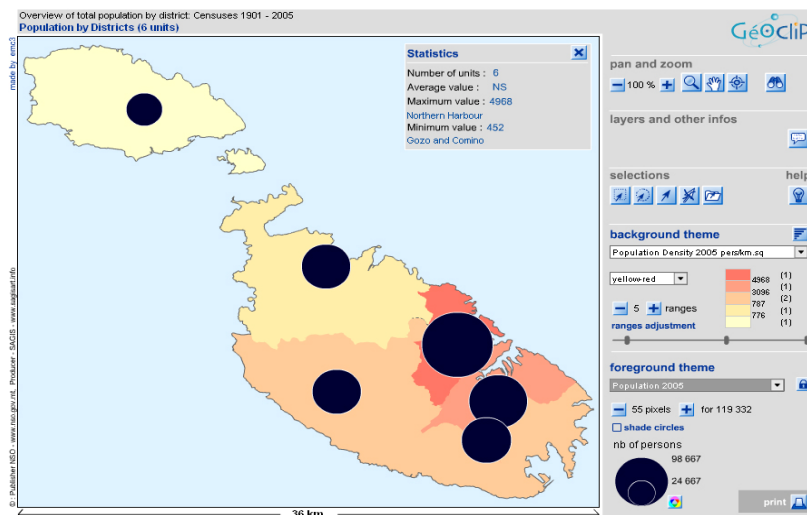 Overview of total population by district: Censuses 1901 - 2005
Population by Districts (6 units)
made by emc3
Statistics
Number of units : 6
Average value : NS
Maximum value : 4968
Northern Harbour
Minimum value : 452
Gozo and Comino
GéOcliP
pan and zoom
100 %
layers and other infos
selections
help
background theme
Population Density 2005 pers/km.sq
yellow-red
4968 (1)
3096 (1)
787 (2)
776 (1)
(1)
5 ranges
ranges adjustment
foreground theme
Population 2005
55 pixels for 119 332
shade circles
nb of persons
98 667
24 667
print
© - Publisher NSO - www.nso.gov.mt, Producer - SAGIS - www.sagisart.info
36 km